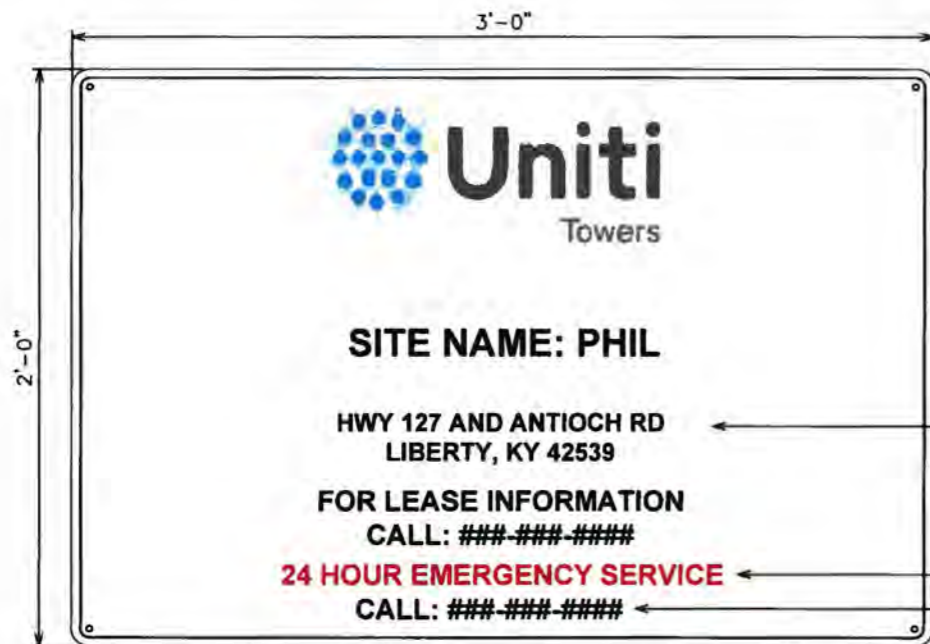 3'-0"
Uniti
Towers
2'-0"
SITE NAME: PHIL
HWY 127 AND ANTIOCH RD
LIBERTY, KY 42539
FOR LEASE INFORMATION
CALL: ###-###-####
24 HOUR EMERGENCY SERVICE
CALL: ###-###-####